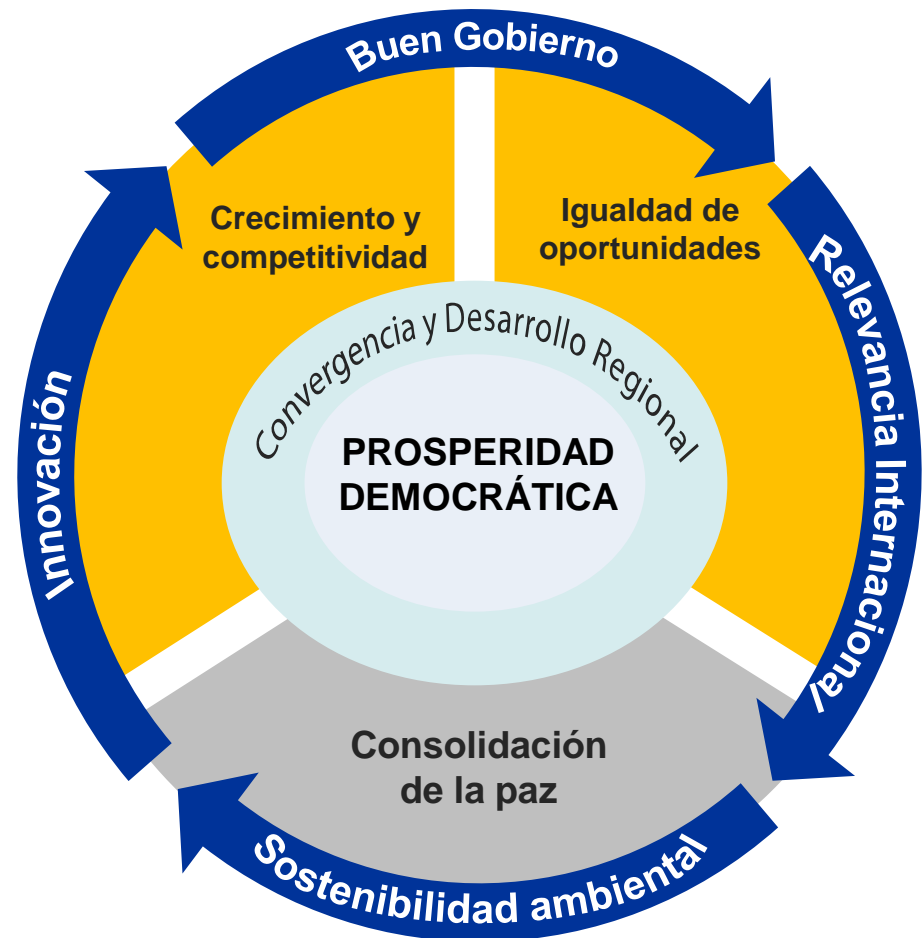 Buen Gobierno
Crecimiento y
competitividad
Igualdad de
oportunidades
Relevancia Internacional
Innovación
Convergencia y Desarrollo Regional
PROSPERIDAD
DEMOCRÁTICA
Consolidación
de la paz
Sostenibilidad ambiental